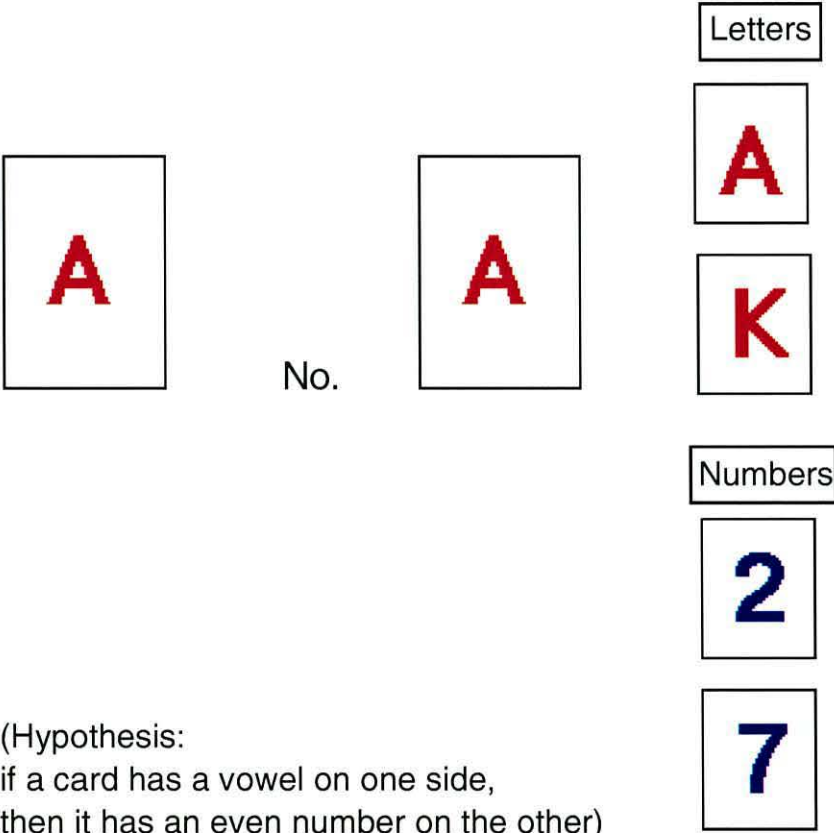 Letters
A
A
A
K
No.
Numbers
2
7
(Hypothesis:
if a card has a vowel on one side,
then it has an even number on the other)